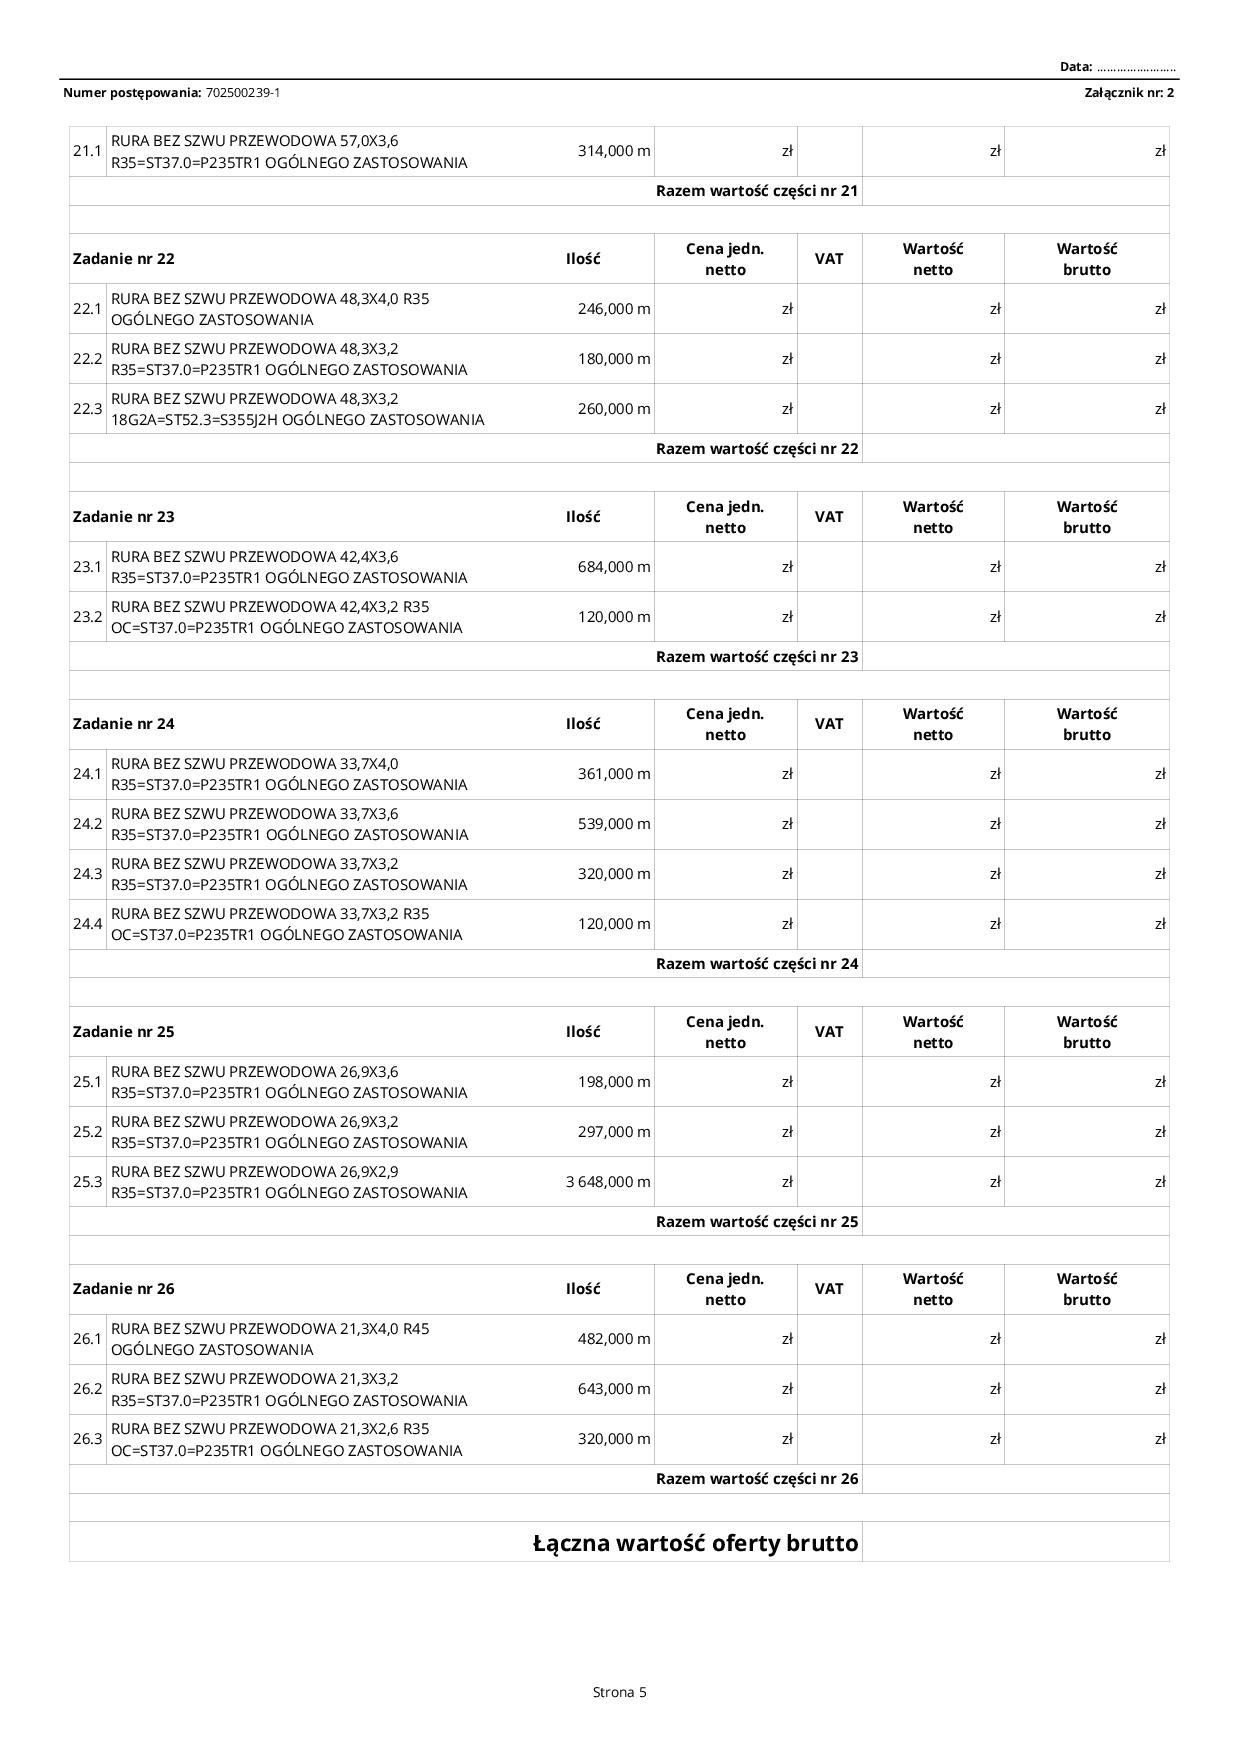 Data: ........................
Numer postępowania: 702500239-1 Załącznik nr: 2
21.1 RURA BEZ SZWU PRZEWODOWA 57,0X3,6
R35=ST37.0=P235TR1 OGÓLNEGO ZASTOSOWANIA 314,000 m zł zł zł
Razem wartość części nr 21
Zadanie nr 22 Ilość Cena jedn. netto VAT Wartość netto Wartość brutto
22.1 RURA BEZ SZWU PRZEWODOWA 48,3X4,0 R35
OGÓLNEGO ZASTOSOWANIA 246,000 m zł zł zł
22.2 RURA BEZ SZWU PRZEWODOWA 48,3X3,2
R35=ST37.0=P235TR1 OGÓLNEGO ZASTOSOWANIA 180,000 m zł zł zł
22.3 RURA BEZ SZWU PRZEWODOWA 48,3X3,2
18G2A=ST52.3=S355J2H OGÓLNEGO ZASTOSOWANIA 260,000 m zł zł zł
Razem wartość części nr 22
Zadanie nr 23 Ilość Cena jedn. netto VAT Wartość netto Wartość brutto
23.1 RURA BEZ SZWU PRZEWODOWA 42,4X3,6
R35=ST37.0=P235TR1 OGÓLNEGO ZASTOSOWANIA 684,000 m zł zł zł
23.2 RURA BEZ SZWU PRZEWODOWA 42,4X3,2 R35
OC=ST37.0=P235TR1 OGÓLNEGO ZASTOSOWANIA 120,000 m zł zł zł
Razem wartość części nr 23
Zadanie nr 24 Ilość Cena jedn. netto VAT Wartość netto Wartość brutto
24.1 RURA BEZ SZWU PRZEWODOWA 33,7X4,0
R35=ST37.0=P235TR1 OGÓLNEGO ZASTOSOWANIA 361,000 m zł zł zł
24.2 RURA BEZ SZWU PRZEWODOWA 33,7X3,6
R35=ST37.0=P235TR1 OGÓLNEGO ZASTOSOWANIA 539,000 m zł zł zł
24.3 RURA BEZ SZWU PRZEWODOWA 33,7X3,2
R35=ST37.0=P235TR1 OGÓLNEGO ZASTOSOWANIA 320,000 m zł zł zł
24.4 RURA BEZ SZWU PRZEWODOWA 33,7X3,2 R35
OC=ST37.0=P235TR1 OGÓLNEGO ZASTOSOWANIA 120,000 m zł zł zł
Razem wartość części nr 24
Zadanie nr 25 Ilość Cena jedn. netto VAT Wartość netto Wartość brutto
25.1 RURA BEZ SZWU PRZEWODOWA 26,9X3,6
R35=ST37.0=P235TR1 OGÓLNEGO ZASTOSOWANIA 198,000 m zł zł zł
25.2 RURA BEZ SZWU PRZEWODOWA 26,9X3,2
R35=ST37.0=P235TR1 OGÓLNEGO ZASTOSOWANIA 297,000 m zł zł zł
25.3 RURA BEZ SZWU PRZEWODOWA 26,9X2,9
R35=ST37.0=P235TR1 OGÓLNEGO ZASTOSOWANIA 3 648,000 m zł zł zł
Razem wartość części nr 25
Zadanie nr 26 Ilość Cena jedn. netto VAT Wartość netto Wartość brutto
26.1 RURA BEZ SZWU PRZEWODOWA 21,3X4,0 R45
OGÓLNEGO ZASTOSOWANIA 482,000 m zł zł zł
26.2 RURA BEZ SZWU PRZEWODOWA 21,3X3,2
R35=ST37.0=P235TR1 OGÓLNEGO ZASTOSOWANIA 643,000 m zł zł zł
26.3 RURA BEZ SZWU PRZEWODOWA 21,3X2,6 R35
OC=ST37.0=P235TR1 OGÓLNEGO ZASTOSOWANIA 320,000 m zł zł zł
Razem wartość części nr 26
Łączna wartość oferty brutto
Strona 5